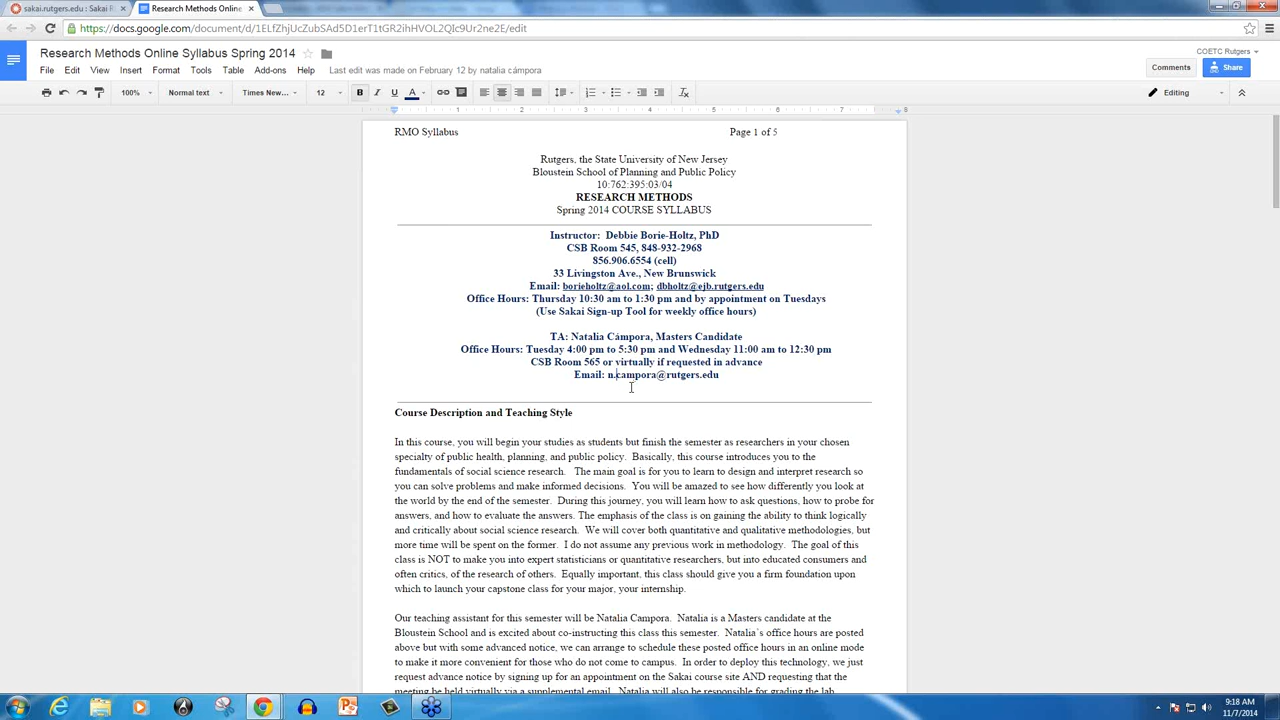 sakai.rutgers.edu : Sakai R
Research Methods Online
https://docs.google.com/document/d/1ELfZhjUcZubSAd5D1erT1tGR2ihHVOL2QIc9Ur2ne2E/edit
Research Methods Online Syllabus Spring 2014
COETC Rutgers
File Edit View Insert Format Tools Table Add-ons Help Last edit was made on February 12 by natalia cámpora
Comments Share
100% Normal text Times New... 12 B I U A Editing
1 2 3 4 5 6 7 8
RMO Syllabus Page 1 of 5
Rutgers, the State University of New Jersey
Bloustein School of Planning and Public Policy
10:762:395:03/04
RESEARCH METHODS
Spring 2014 COURSE SYLLABUS
Instructor: Debbie Borie-Holtz, PhD
CSB Room 545, 848-932-2968
856.906.6554 (cell)
33 Livingston Ave., New Brunswick
Email: borieholtz@aol.com; dbholtz@ejb.rutgers.edu
Office Hours: Thursday 10:30 am to 1:30 pm and by appointment on Tuesdays
(Use Sakai Sign-up Tool for weekly office hours)
TA: Natalia Cámpora, Masters Candidate
Office Hours: Tuesday 4:00 pm to 5:30 pm and Wednesday 11:00 am to 12:30 pm
CSB Room 565 or virtually if requested in advance
Email: n.campora@rutgers.edu
Course Description and Teaching Style
In this course, you will begin your studies as students but finish the semester as researchers in your chosen
specialty of public health, planning, and public policy. Basically, this course introduces you to the
fundamentals of social science research. The main goal is for you to learn to design and interpret research so
you can solve problems and make informed decisions. You will be amazed to see how differently you look at
the world by the end of the semester. During this journey, you will learn how to ask questions, how to probe for
answers, and how to evaluate the answers. The emphasis of the class is on gaining the ability to think logically
and critically about social science research. We will cover both quantitative and qualitative methodologies, but
more time will be spent on the former. I do not assume any previous work in methodology. The goal of this
class is NOT to make you into expert statisticians or quantitative researchers, but into educated consumers and
often critics, of the research of others. Equally important, this class should give you a firm foundation upon
which to launch your capstone class for your major, your internship.
Our teaching assistant for this semester will be Natalia Campora. Natalia is a Masters candidate at the
Bloustein School and is excited about co-instructing this class this semester. Natalia's office hours are posted
above but with some advanced notice, we can arrange to schedule these posted office hours in an online mode
to make it more convenient for those who do not come to campus. In order to deploy this technology, we just
request advance notice by signing up for an appointment on the Sakai course site AND requesting that the
meeting be held virtually via a supplemental email. Natalia will also be responsible for grading the lab
9:18 AM
11/7/2014